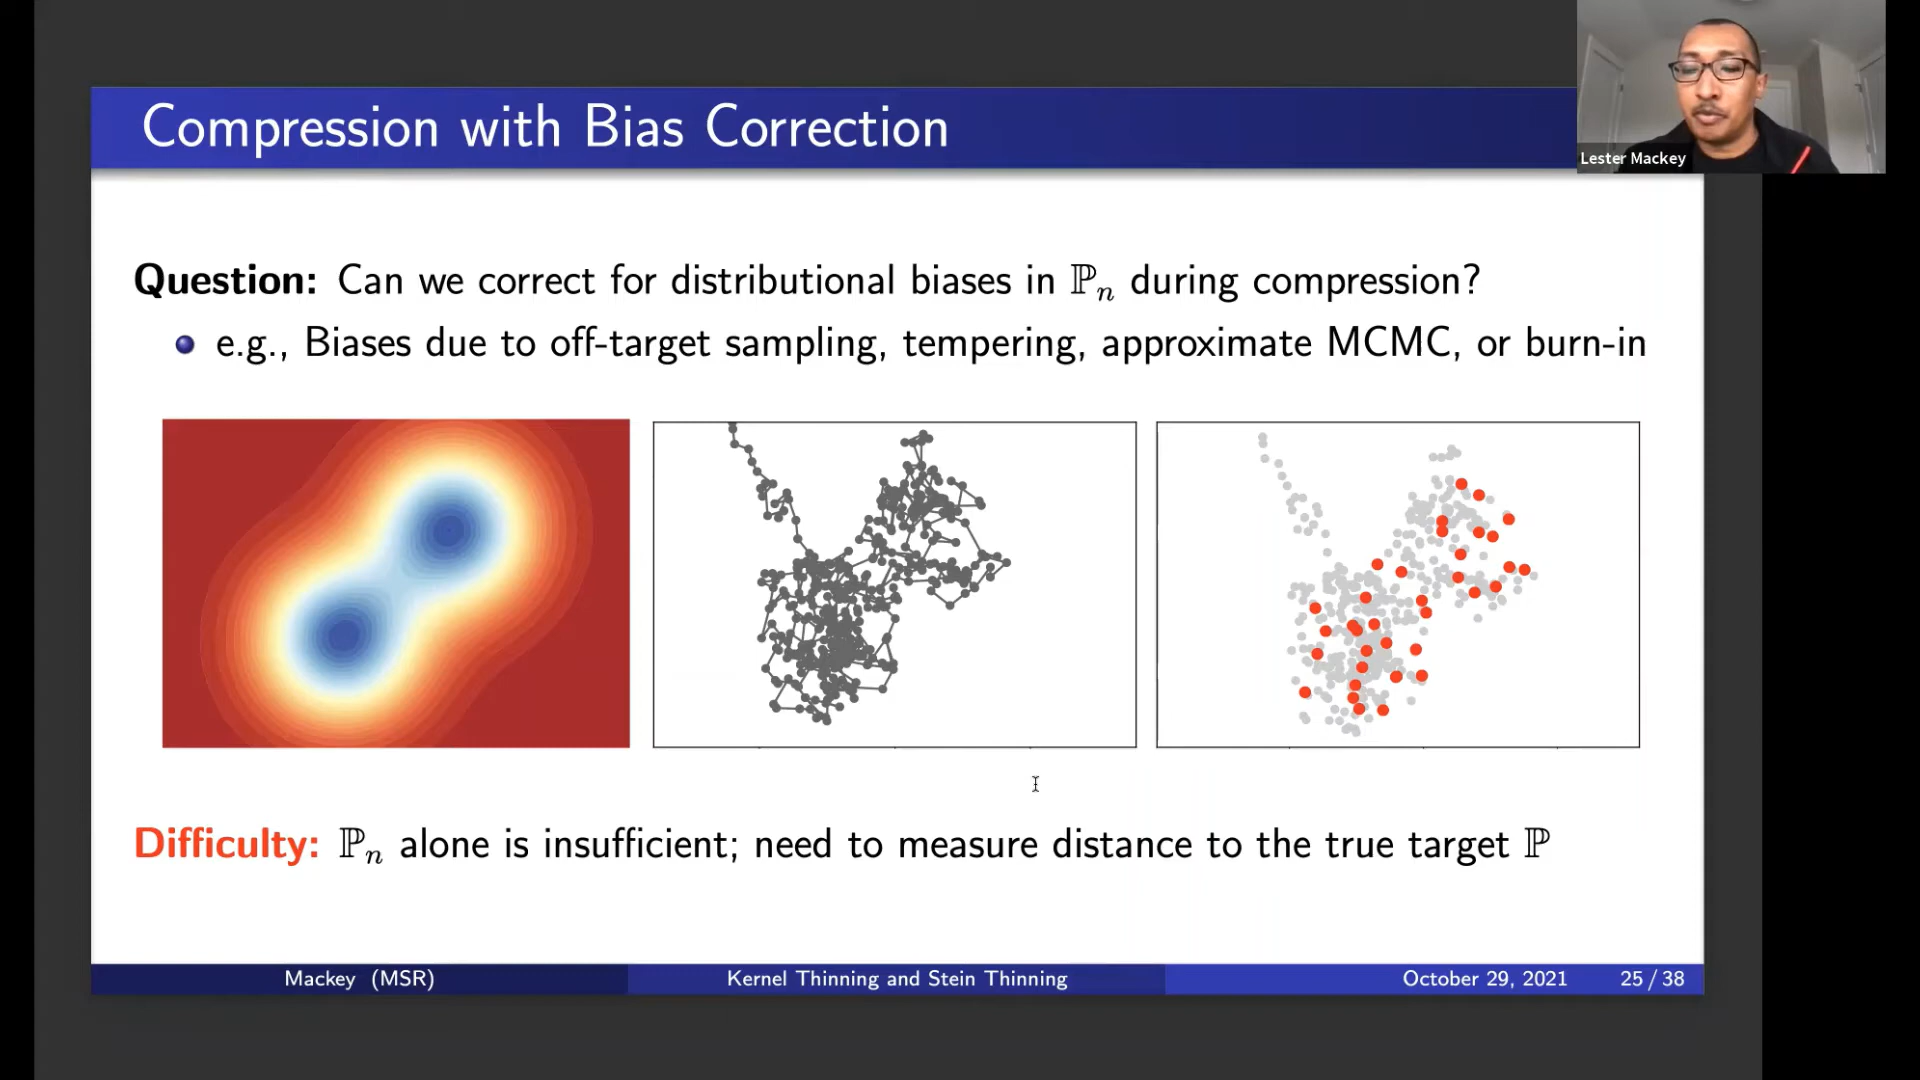 Compression with Bias Correction
Lester Mackey
Question: Can we correct for distributional biases in ℙₙ during compression?
e.g., Biases due to off-target sampling, tempering, approximate MCMC, or burn-in
Difficulty: ℙₙ alone is insufficient; need to measure distance to the true target ℙ
Mackey (MSR) Kernel Thinning and Stein Thinning October 29, 2021 25 / 38